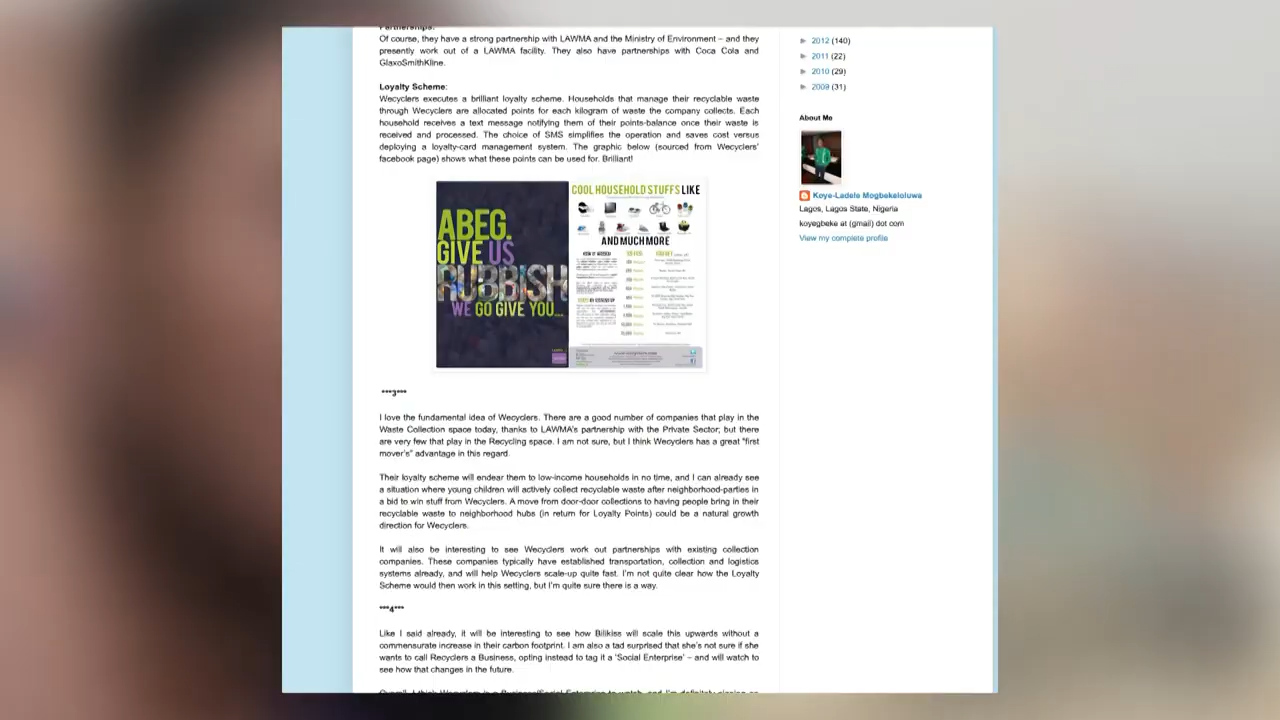 Partnerships:
Of course, they have a strong partnership with LAWMA and the Ministry of Environment – and they
presently work out of a LAWMA facility. They also have partnerships with Coca Cola and
GlaxoSmithKline.
Loyalty Scheme:
Wecyclers executes a brilliant loyalty scheme. Households that manage their recyclable waste
through Wecyclers are allocated points for each kilogram of waste the company collects. Each
household receives a text message notifying them of their points-balance once their waste is
received and processed. The choice of SMS simplifies the operation and saves cost versus
deploying a loyalty-card management system. The graphic below (sourced from Wecyclers'
facebook page) shows what these points can be used for. Brilliant!
ABEG.
GIVE US
RUBBISH
WE GO GIVE YOU...
COOL HOUSEHOLD STUFFS LIKE
AND MUCH MORE
***3***
I love the fundamental idea of Wecyclers. There are a good number of companies that play in the
Waste Collection space today, thanks to LAWMA's partnership with the Private Sector; but there
are very few that play in the Recycling space. I am not sure, but I think Wecyclers has a great "first
mover's" advantage in this regard.
Their loyalty scheme will endear them to low-income households in no time, and I can already see
a situation where young children will actively collect recyclable waste after neighborhood-parties in
a bid to win stuff from Wecyclers. A move from door-door collections to having people bring in their
recyclable waste to neighborhood hubs (in return for Loyalty Points) could be a natural growth
direction for Wecyclers.
It will also be interesting to see Wecyclers work out partnerships with existing collection
companies. These companies typically have established transportation, collection and logistics
systems already, and will help Wecyclers scale-up quite fast. I'm not quite clear how the Loyalty
Scheme would then work in this setting, but I'm quite sure there is a way.
***4***
Like I said already, it will be interesting to see how Bilikiss will scale this upwards without a
commensurate increase in their carbon footprint. I am also a tad surprised that she's not sure if she
wants to call Recyclers a Business, opting instead to tag it a 'Social Enterprise' – and will watch to
see how that changes in the future.
Overall, I think Wecyclers is a Business/Social Enterprise to watch, and I'm definitely
► 2012 (140)
► 2011 (22)
► 2010 (29)
► 2009 (31)
About Me
Koye-Ladele Mogbekeloluwa
Lagos, Lagos State, Nigeria
koyegbeke at (gmail) dot com
View my complete profile